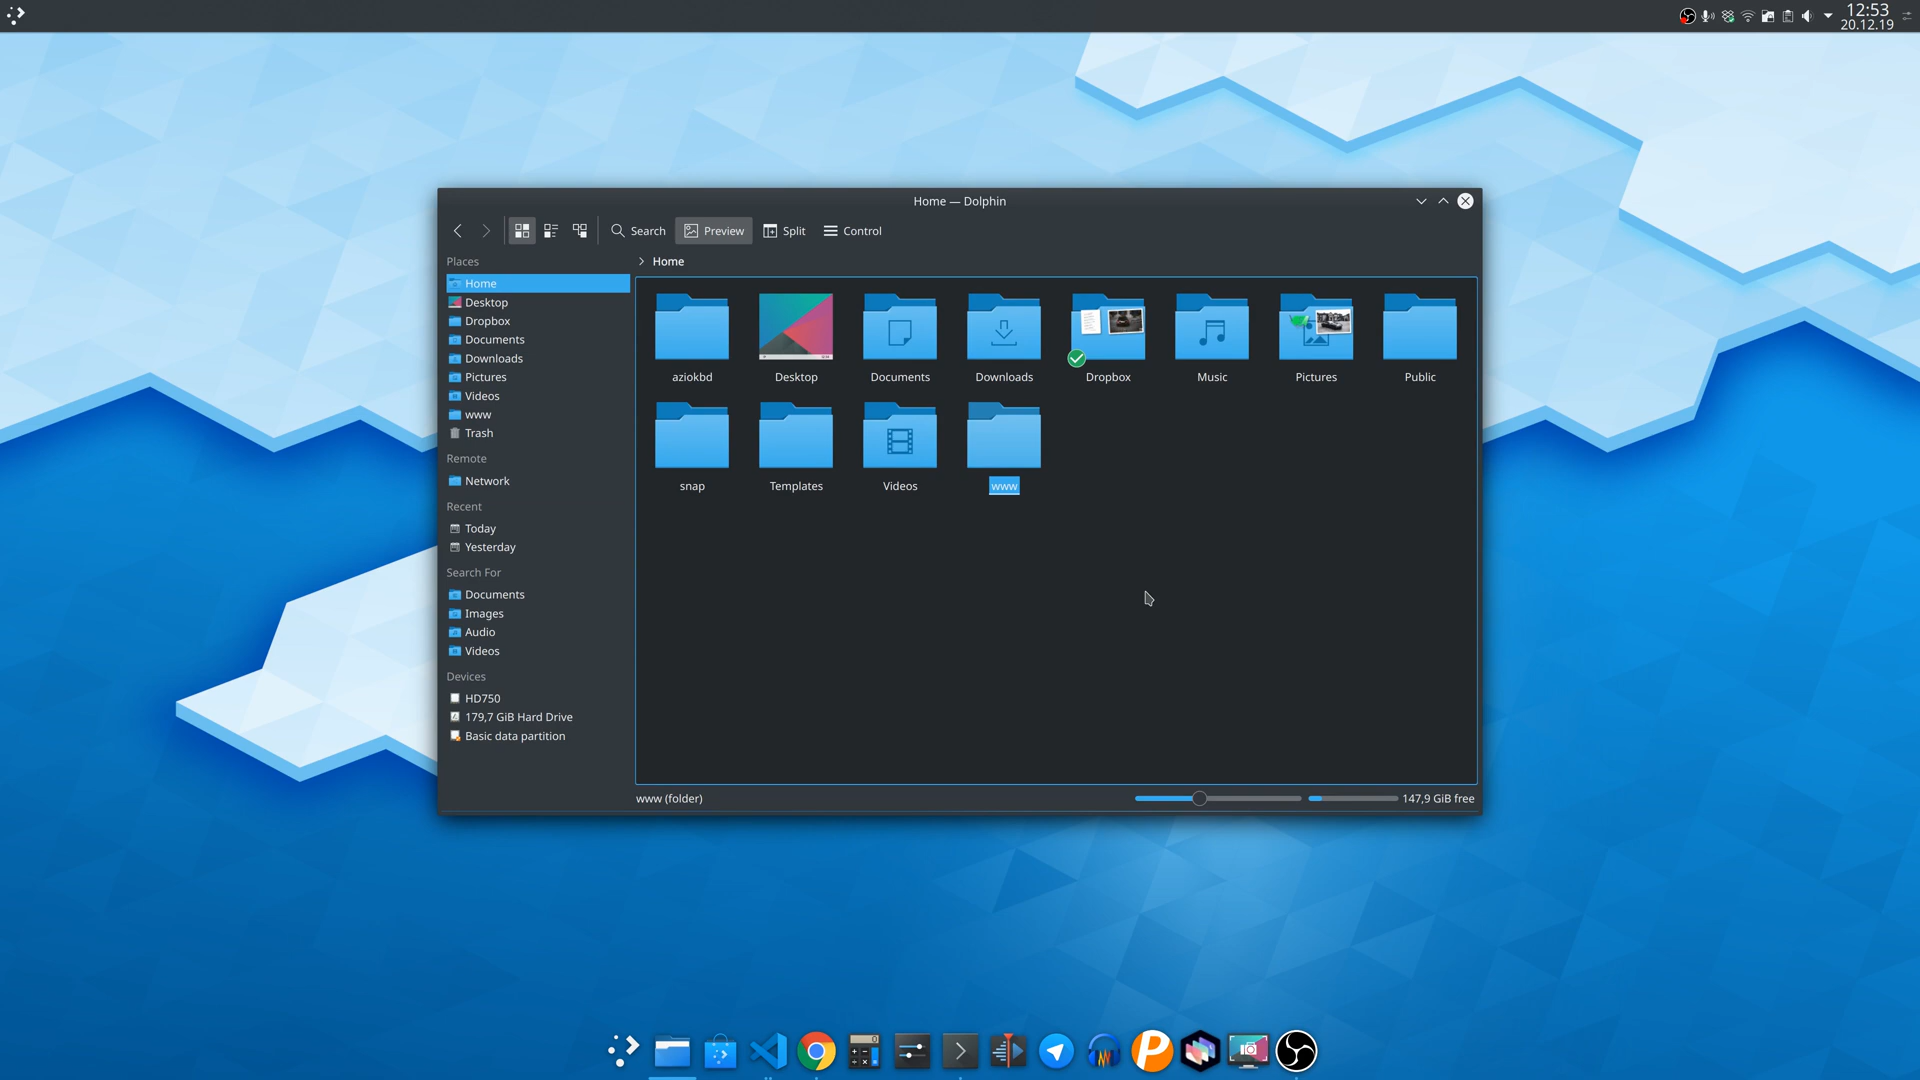 12:53
20.12.19
Home — Dolphin
Search
Preview
Split
Control
Places
Home
Desktop
Dropbox
Documents
Downloads
Pictures
Videos
www
Trash
Remote
Network
Recent
Today
Yesterday
Search For
Documents
Images
Audio
Videos
Devices
HD750
179,7 GiB Hard Drive
Basic data partition
Home
aziokbd
Desktop
Documents
Downloads
Dropbox
Music
Pictures
Public
snap
Templates
Videos
www
www (folder)
147,9 GiB free